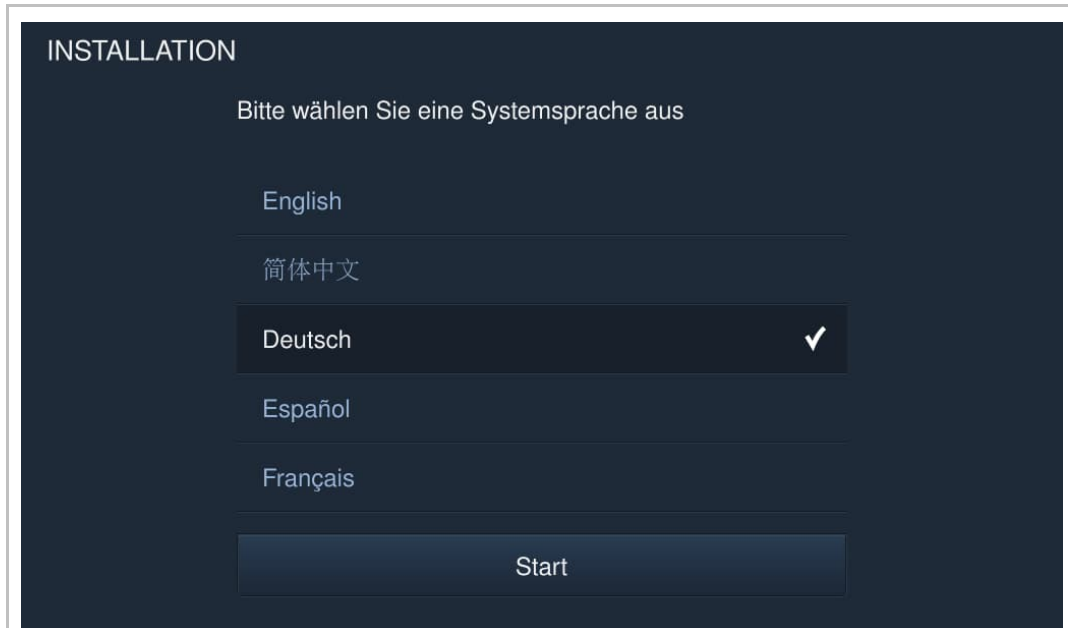 INSTALLATION
Bitte wählen Sie eine Systemsprache aus
English
简体中文
Deutsch
Español
Français
Start